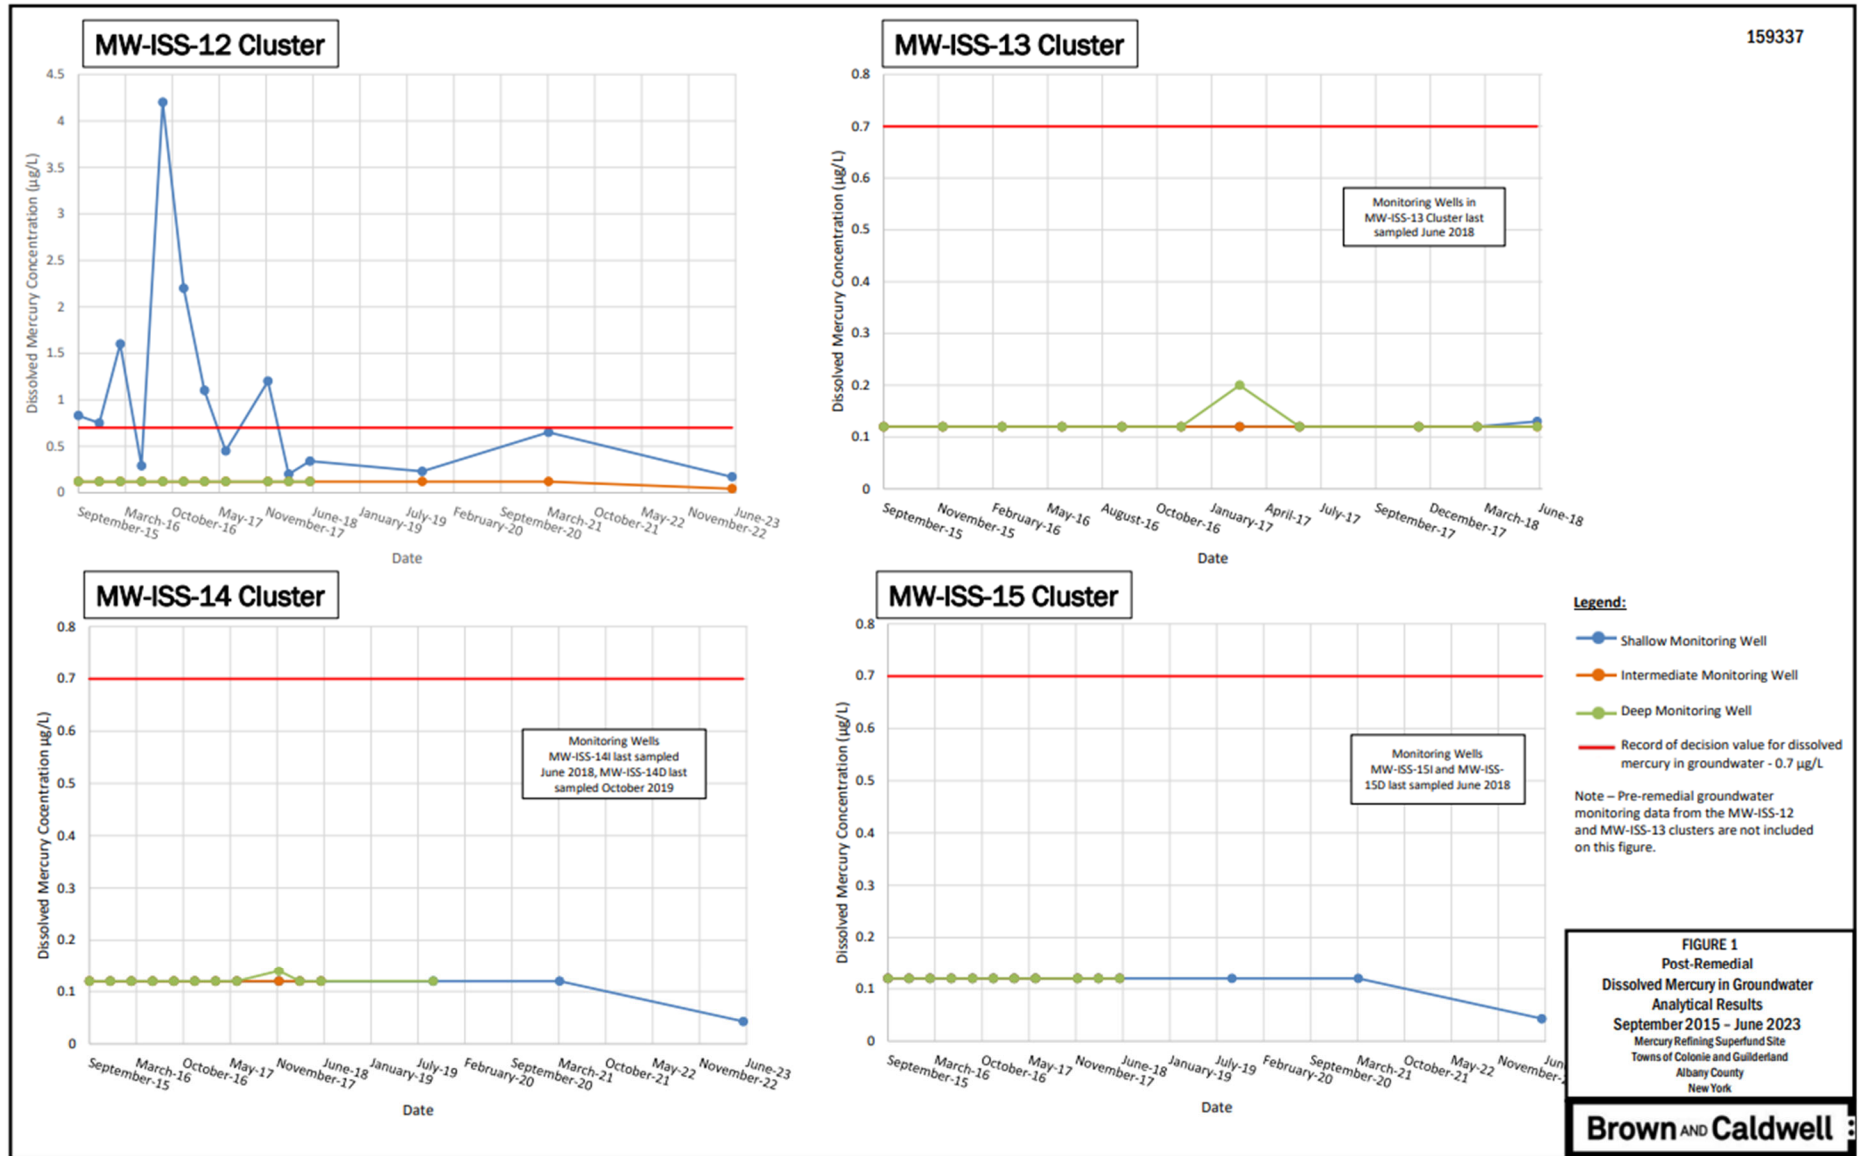 159337
MW-ISS-12 Cluster
Dissolved Mercury Concentration (µg/L)
4.5
4
3.5
3
2.5
2
1.5
1
0.5
0
September-15
March-16
October-16
May-17
November-17
June-18
January-19
July-19
February-20
September-20
March-21
October-21
May-22
November-22
June-23
Date
MW-ISS-13 Cluster
Dissolved Mercury Concentration (µg/L)
0.8
0.7
0.6
0.5
0.4
0.3
0.2
0.1
0
Monitoring Wells in
MW-ISS-13 Cluster last
sampled June 2018
September-15
November-15
February-16
May-16
August-16
October-16
January-17
April-17
July-17
September-17
December-17
March-18
June-18
Date
MW-ISS-14 Cluster
Dissolved Mercury Cocentration µg/L)
0.8
0.7
0.6
0.5
0.4
0.3
0.2
0.1
0
Monitoring Wells
MW-ISS-14I last sampled
June 2018, MW-ISS-14D last
sampled October 2019
September-15
March-16
October-16
May-17
November-17
June-18
January-19
July-19
February-20
September-20
March-21
October-21
May-22
November-22
June-23
Date
MW-ISS-15 Cluster
Dissolved Mercury Concentration (µg/L)
0.8
0.7
0.6
0.5
0.4
0.3
0.2
0.1
0
Monitoring Wells
MW-ISS-15I and MW-ISS-
15D last sampled June 2018
September-15
March-16
October-16
May-17
November-17
June-18
January-19
July-19
February-20
September-20
March-21
October-21
May-22
November-2
Jun
Date
Legend:
Shallow Monitoring Well
Intermediate Monitoring Well
Deep Monitoring Well
Record of decision value for dissolved
mercury in groundwater - 0.7 µg/L
Note – Pre-remedial groundwater
monitoring data from the MW-ISS-12
and MW-ISS-13 clusters are not included
on this figure.
FIGURE 1
Post-Remedial
Dissolved Mercury in Groundwater
Analytical Results
September 2015 – June 2023
Mercury Refining Superfund Site
Towns of Colonie and Guilderland
Albany County
New York
Brown AND Caldwell